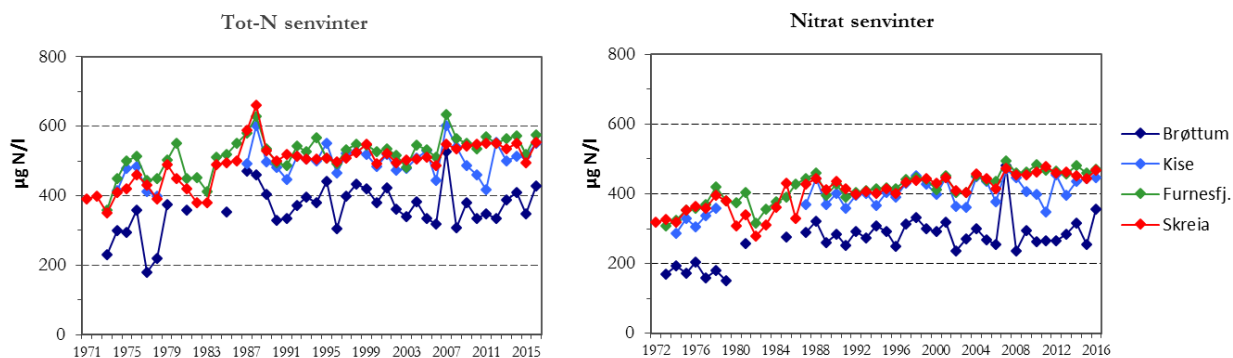 Tot-N senvinter
µg N/l
800
600
400
200
0
1971 1975 1979 1983 1987 1991 1995 1999 2003 2007 2011 2015
Nitrat senvinter
µg N/l
800
600
400
200
0
1972 1976 1980 1984 1988 1992 1996 2000 2004 2008 2012 2016
Brøttum
Kise
Furnesfj.
Skreia